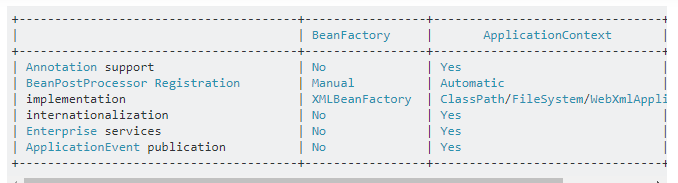 +---------------------------------------+-----------------+--------------------------------+
|                                       | BeanFactory     |       ApplicationContext       |
+---------------------------------------+-----------------+--------------------------------+
| Annotation support                    | No              | Yes                            |
| BeanPostProcessor Registration        | Manual          | Automatic                      |
| implementation                        | XMLBeanFactory  | ClassPath/FileSystem/WebXmlAppli
| internationalization                  | No              | Yes                            |
| Enterprise services                   | No              | Yes                            |
| ApplicationEvent publication          | No              | Yes                            |
+---------------------------------------+-----------------+--------------------------------+